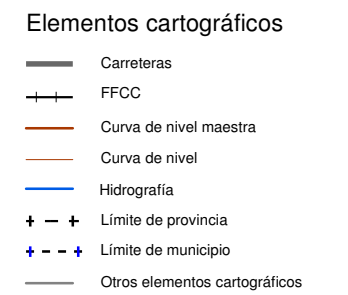 Elementos cartográficos
Carreteras
FFCC
Curva de nivel maestra
Curva de nivel
Hidrografía
Límite de provincia
Límite de municipio
Otros elementos cartográficos